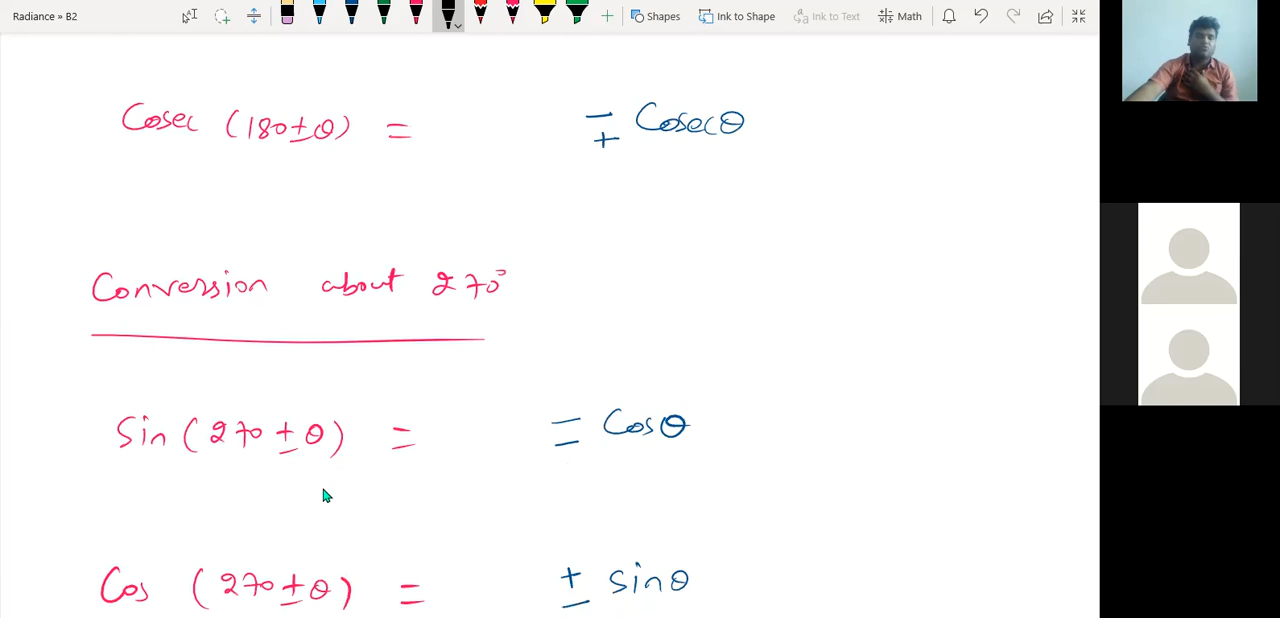 Radiance » B2
Shapes
Ink to Shape
Ink to Text
Math
Cosec (180±θ) = ∓ Cosecθ
Conversion about 270°
Sin (270 ± θ) = = Cosθ
Cos (270±θ) = ± sinθ